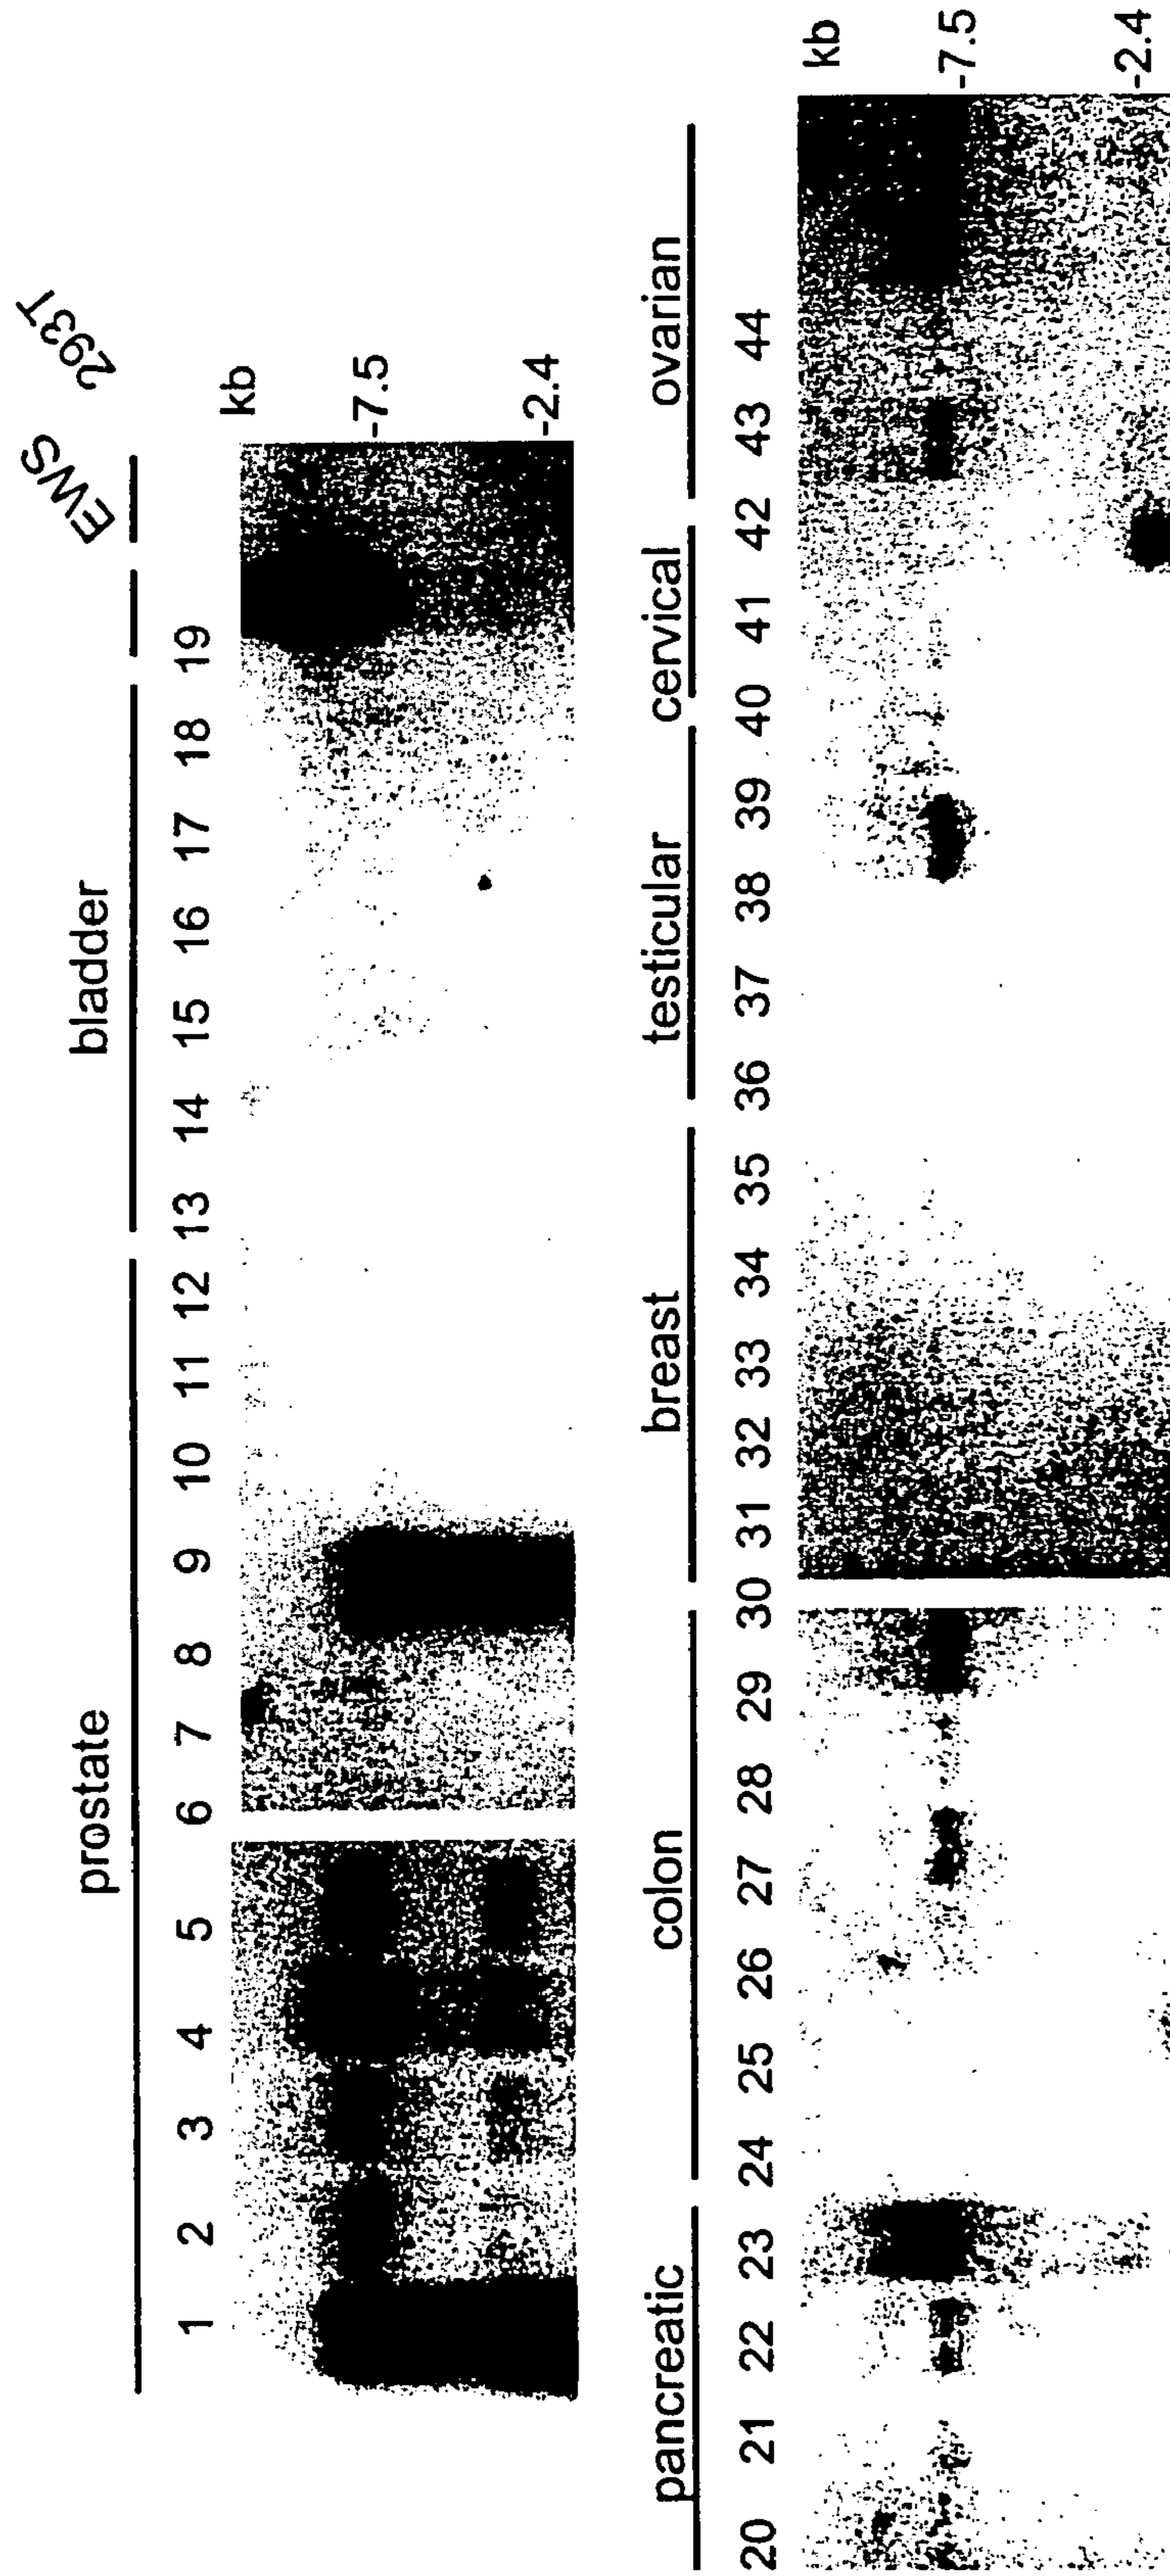 EWS 293T
prostate bladder
1 2 3 4 5 6 7 8 9 10 11 12 13 14 15 16 17 18 19
kb
-7.5
-2.4
pancreatic colon breast testicular cervical ovarian
20 21 22 23 24 25 26 27 28 29 30 31 32 33 34 35 36 37 38 39 40 41 42 43 44
kb
-7.5
-2.4